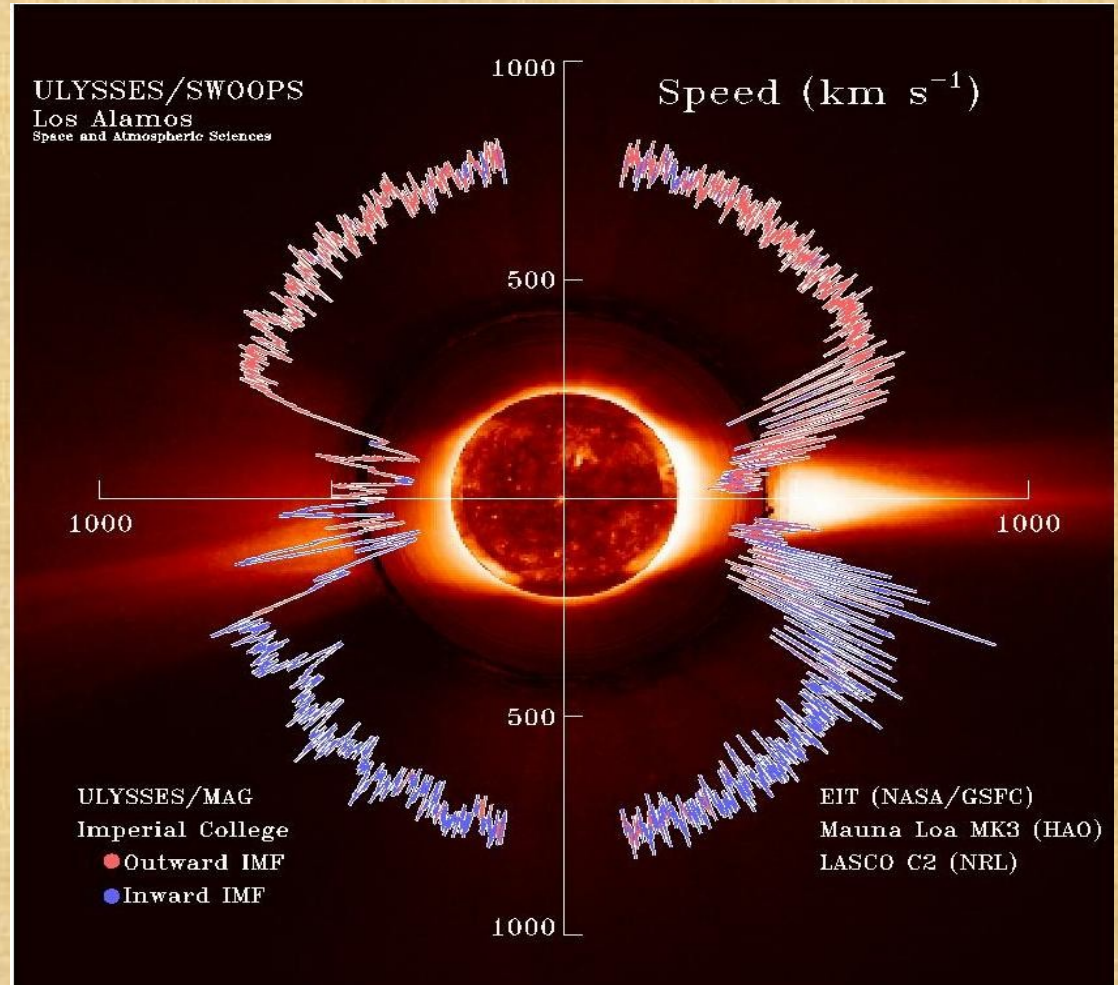 ULYSSES/SWOOPS
Los Alamos
Space and Atmospheric Sciences
Speed (km s⁻¹)
1000
500
1000
1000
500
1000
ULYSSES/MAG
Imperial College
Outward IMF
Inward IMF
EIT (NASA/GSFC)
Mauna Loa MK3 (HAO)
LASCO C2 (NRL)